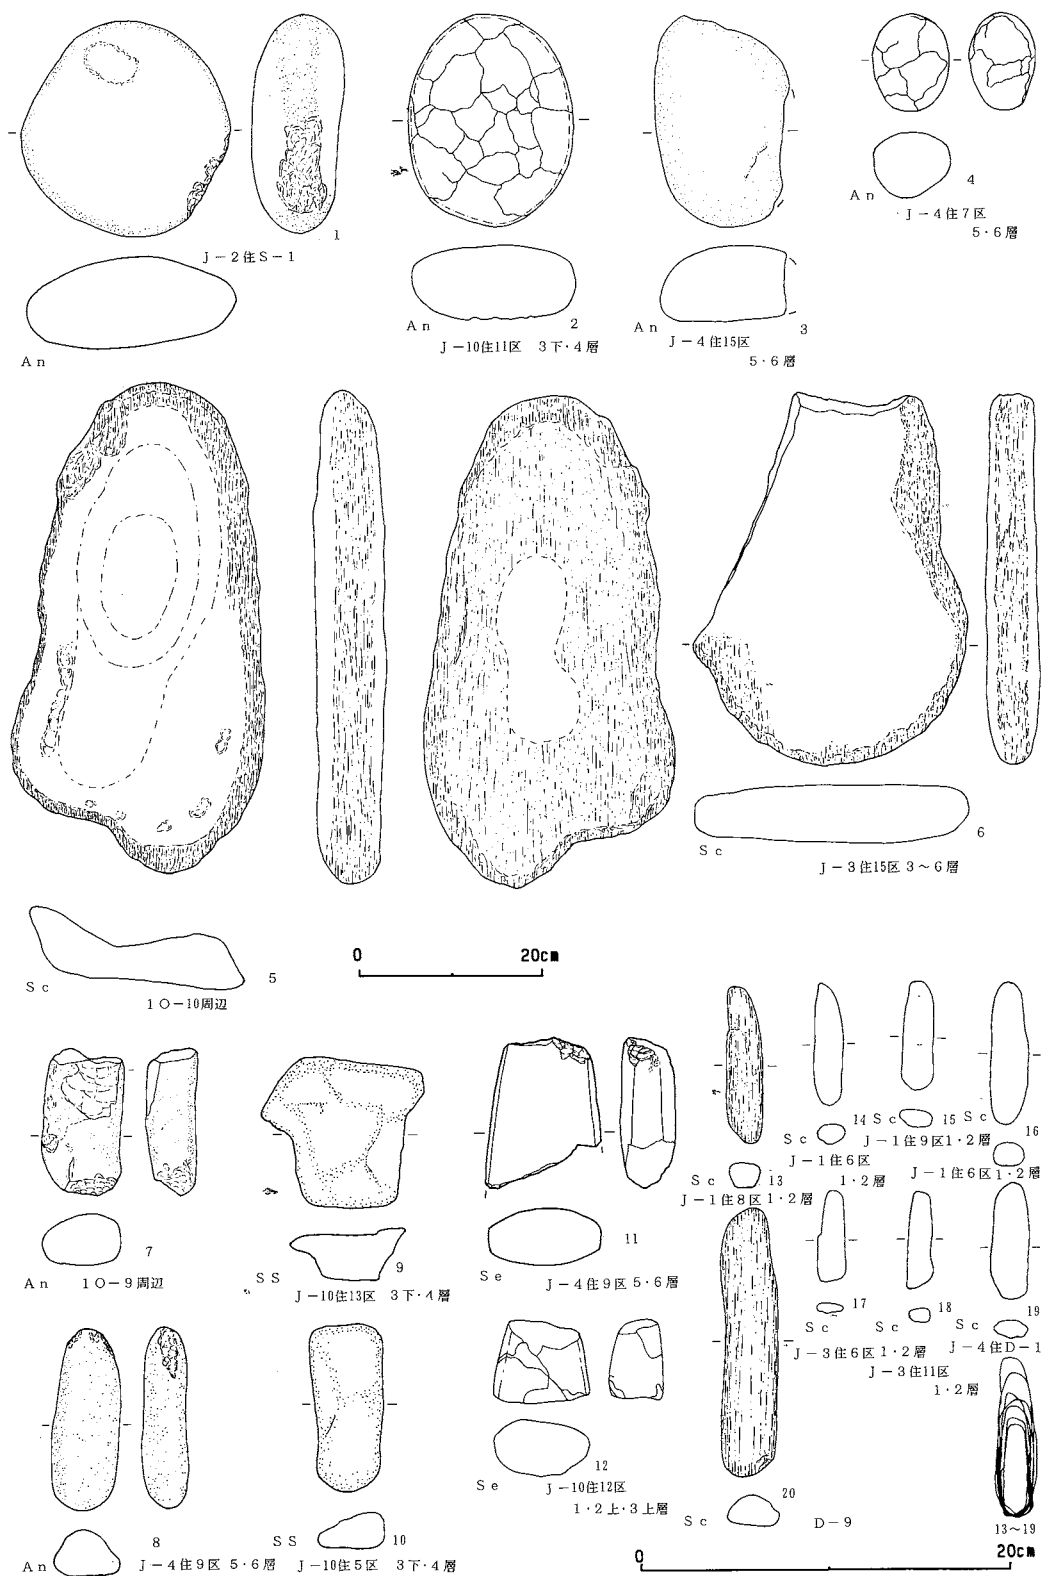 1
J－2住S－1
An
2
An
J－10住11区　3下・4層
3
An
J－4住15区
5・6層
4
An
J－4住7区
5・6層
5
Sc
10－10周辺
0　20cm
6
Sc
J－3住15区 3～6層
7
An　10－9周辺
8
An　J－4住9区 5・6層
9
SS
J－10住13区　3下・4層
SS　10
J－10住5区　3下・4層
11
Se　J－4住9区 5・6層
12
Se　J－10住12区
1・2上・3上層
Sc　13
J－1住8区 1・2層
14
Sc
J－1住6区
1・2層
Sc　15
J－1住9区 1・2層
Sc　16
J－1住6区 1・2層
17
Sc
J－3住6区 1・2層
18
Sc
J－3住11区
1・2層
19
Sc
J－4住D－1
20
Sc　D－9
13～19
0　20cm